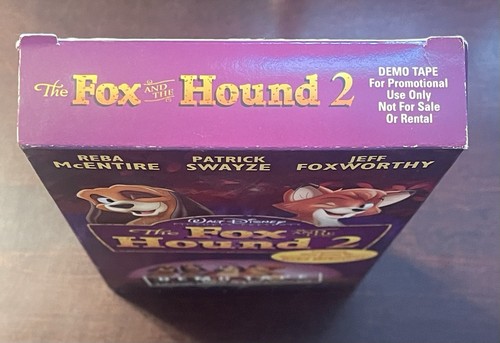 The Fox AND THE Hound 2
DEMO TAPE
For Promotional
Use Only
Not For Sale
Or Rental
REBA
McENTIRE
PATRICK
SWAYZE
JEFF
FOXWORTHY
WALT DISNEY
The Fox AND THE
Hound 2